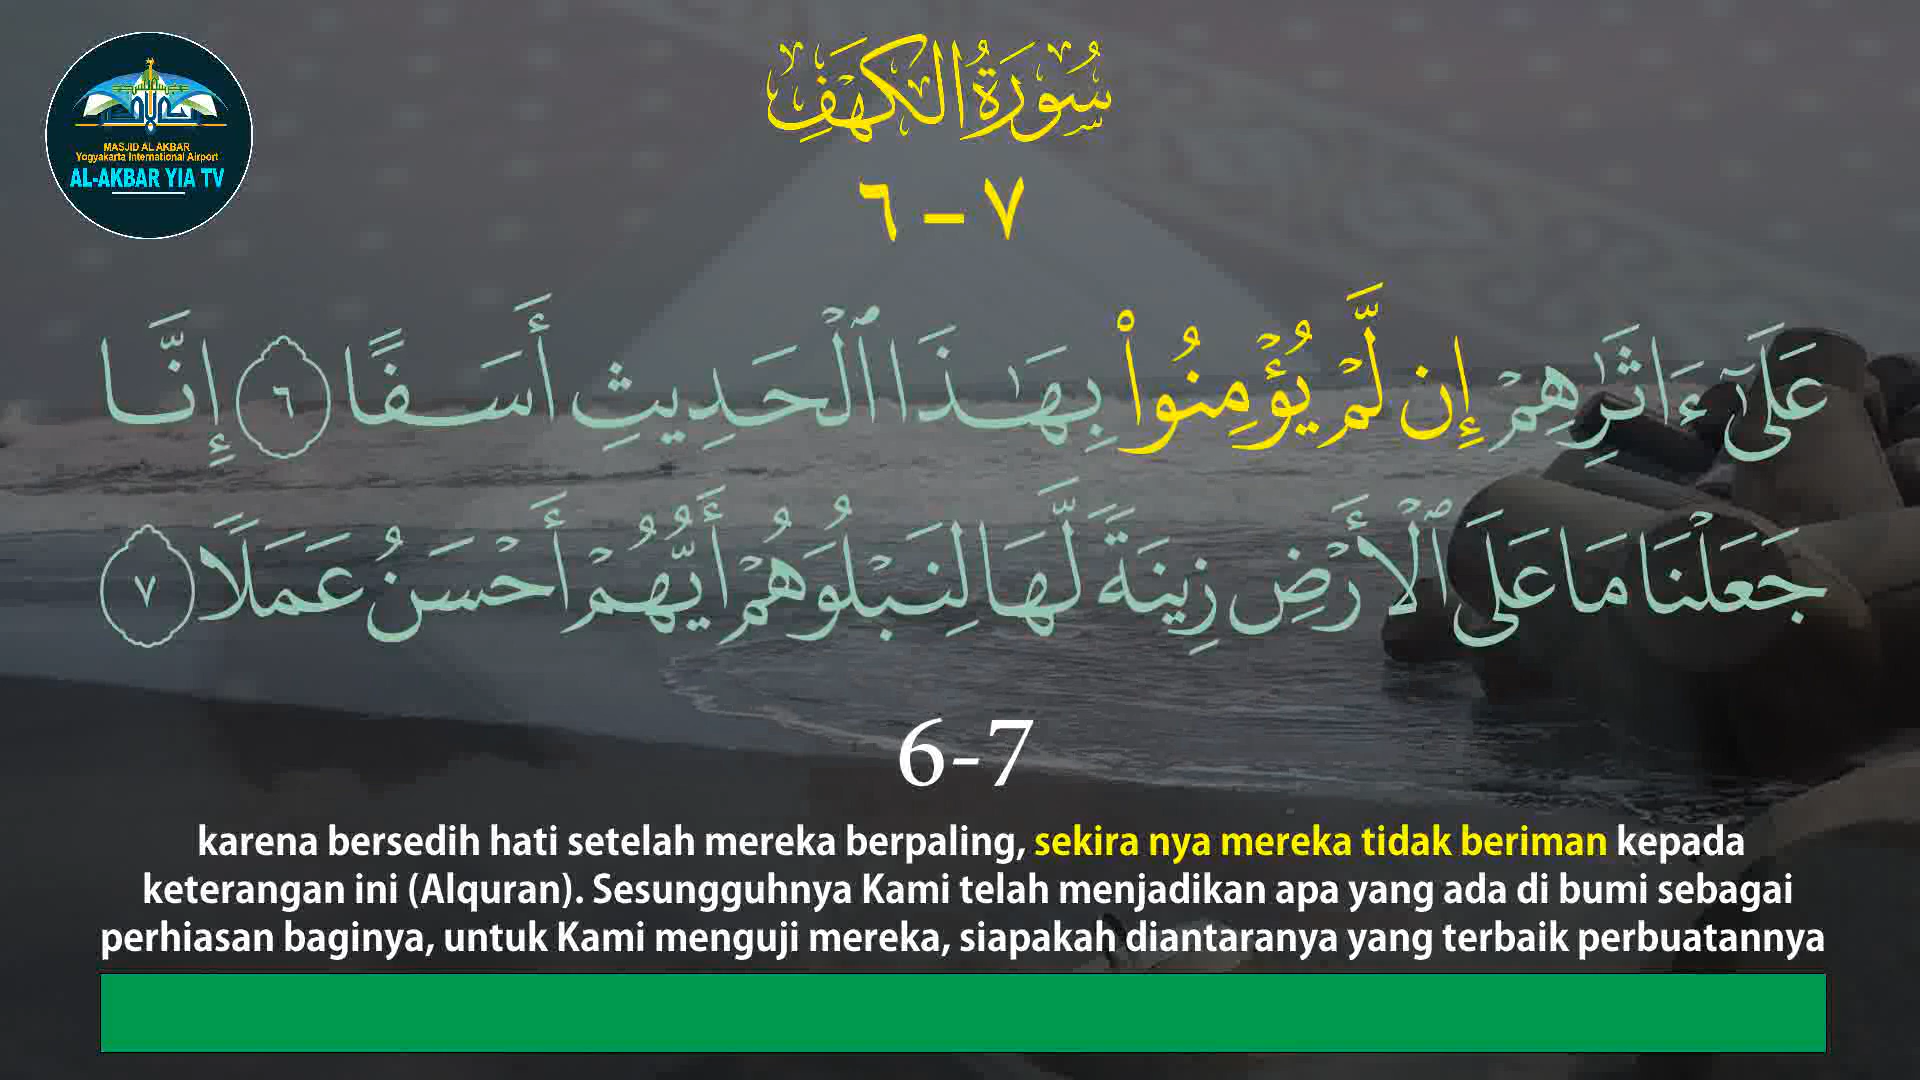 سُورَةُ الكَهْفِ
٦ – ٧
MASJID AL AKBAR
Yogyakarta International Airport
AL-AKBAR YIA TV
عَلَىٰٓ ءَاثَٰرِهِمْ إِن لَّمْ يُؤْمِنُوا۟ بِهَٰذَا ٱلْحَدِيثِ أَسَفًا ٦ إِنَّا
جَعَلْنَا مَا عَلَى ٱلْأَرْضِ زِينَةً لَّهَا لِنَبْلُوَهُمْ أَيُّهُمْ أَحْسَنُ عَمَلًا ٧
6-7
karena bersedih hati setelah mereka berpaling, sekira nya mereka tidak beriman kepada
keterangan ini (Alquran). Sesungguhnya Kami telah menjadikan apa yang ada di bumi sebagai
perhiasan baginya, untuk Kami menguji mereka, siapakah diantaranya yang terbaik perbuatannya